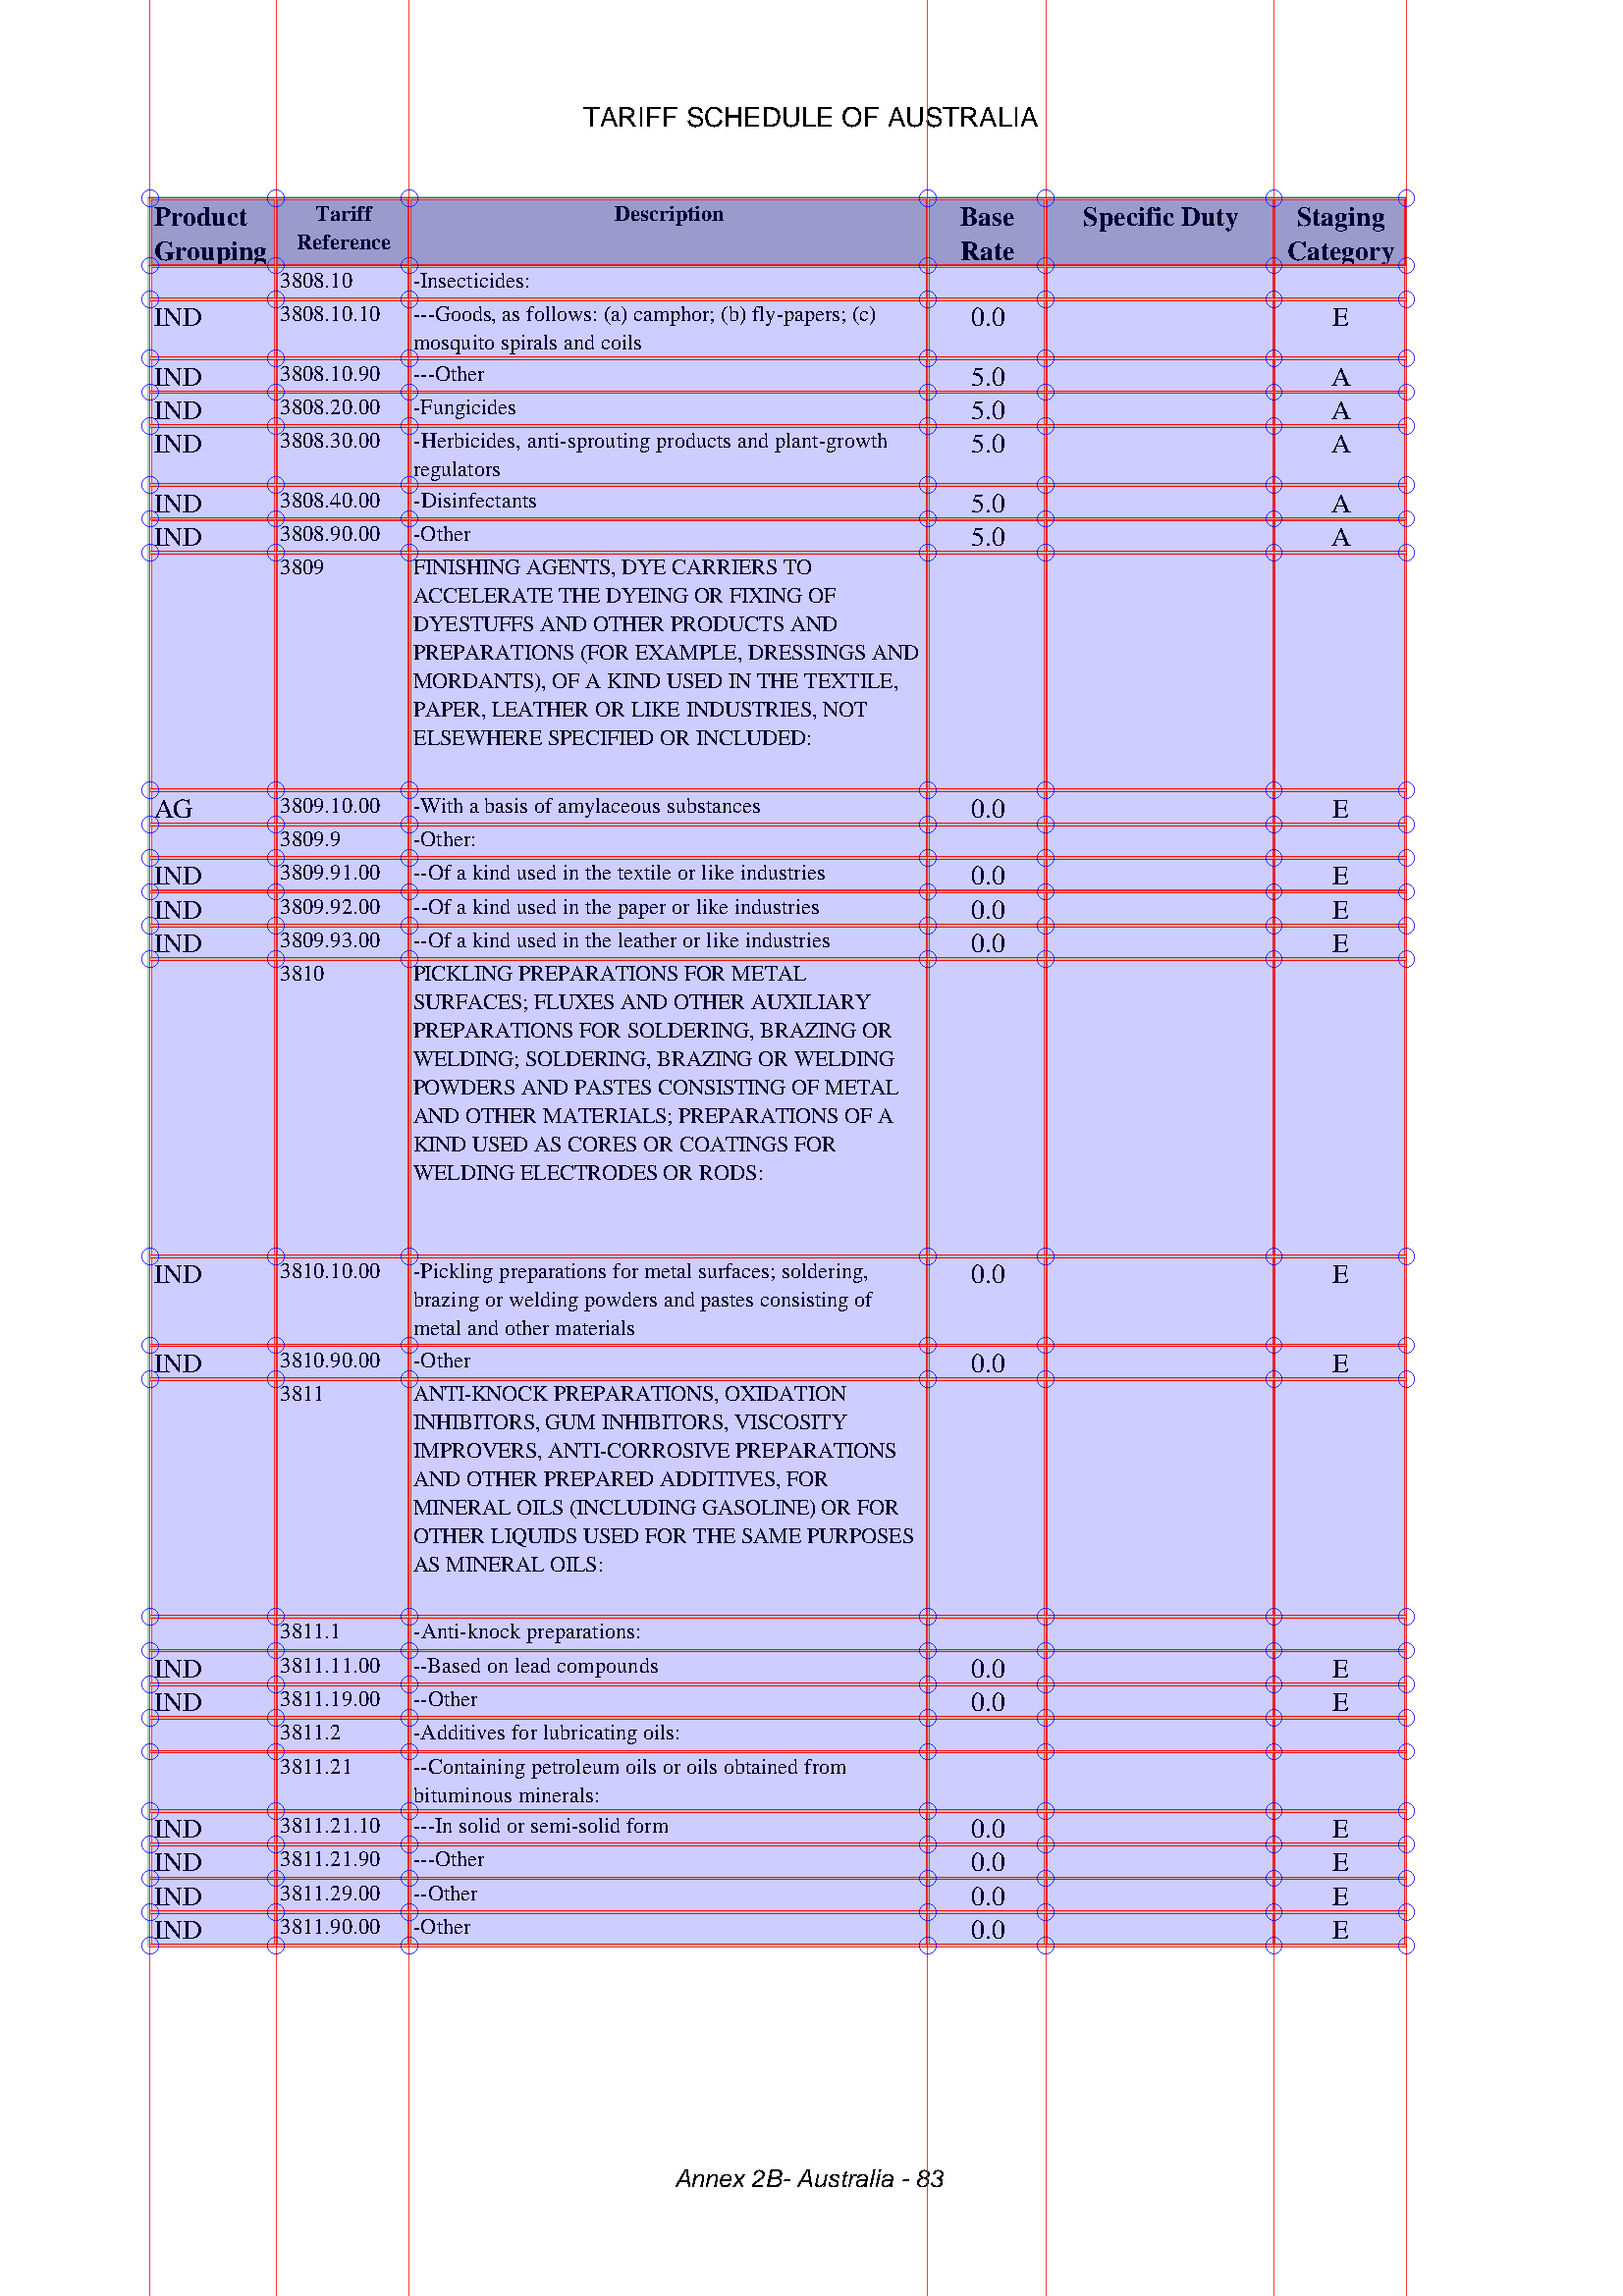 TARIFF SCHEDULE OF AUSTRALIA
Product Grouping Tariff Reference Description Base Rate Specific Duty Staging Category
3808.10 -Insecticides:
IND 3808.10.10 ---Goods, as follows: (a) camphor; (b) fly-papers; (c) 0.0 E
mosquito spirals and coils
IND 3808.10.90 ---Other 5.0 A
IND 3808.20.00 -Fungicides 5.0 A
IND 3808.30.00 -Herbicides, anti-sprouting products and plant-growth 5.0 A
regulators
IND 3808.40.00 -Disinfectants 5.0 A
IND 3808.90.00 -Other 5.0 A
3809 FINISHING AGENTS, DYE CARRIERS TO
ACCELERATE THE DYEING OR FIXING OF
DYESTUFFS AND OTHER PRODUCTS AND
PREPARATIONS (FOR EXAMPLE, DRESSINGS AND
MORDANTS), OF A KIND USED IN THE TEXTILE,
PAPER, LEATHER OR LIKE INDUSTRIES, NOT
ELSEWHERE SPECIFIED OR INCLUDED:
AG 3809.10.00 -With a basis of amylaceous substances 0.0 E
3809.9 -Other:
IND 3809.91.00 --Of a kind used in the textile or like industries 0.0 E
IND 3809.92.00 --Of a kind used in the paper or like industries 0.0 E
IND 3809.93.00 --Of a kind used in the leather or like industries 0.0 E
3810 PICKLING PREPARATIONS FOR METAL
SURFACES; FLUXES AND OTHER AUXILIARY
PREPARATIONS FOR SOLDERING, BRAZING OR
WELDING; SOLDERING, BRAZING OR WELDING
POWDERS AND PASTES CONSISTING OF METAL
AND OTHER MATERIALS; PREPARATIONS OF A
KIND USED AS CORES OR COATINGS FOR
WELDING ELECTRODES OR RODS:
IND 3810.10.00 -Pickling preparations for metal surfaces; soldering, 0.0 E
brazing or welding powders and pastes consisting of
metal and other materials
IND 3810.90.00 -Other 0.0 E
3811 ANTI-KNOCK PREPARATIONS, OXIDATION
INHIBITORS, GUM INHIBITORS, VISCOSITY
IMPROVERS, ANTI-CORROSIVE PREPARATIONS
AND OTHER PREPARED ADDITIVES, FOR
MINERAL OILS (INCLUDING GASOLINE) OR FOR
OTHER LIQUIDS USED FOR THE SAME PURPOSES
AS MINERAL OILS:
3811.1 -Anti-knock preparations:
IND 3811.11.00 --Based on lead compounds 0.0 E
IND 3811.19.00 --Other 0.0 E
3811.2 -Additives for lubricating oils:
3811.21 --Containing petroleum oils or oils obtained from
bituminous minerals:
IND 3811.21.10 ---In solid or semi-solid form 0.0 E
IND 3811.21.90 ---Other 0.0 E
IND 3811.29.00 --Other 0.0 E
IND 3811.90.00 -Other 0.0 E
Annex 2B- Australia - 83